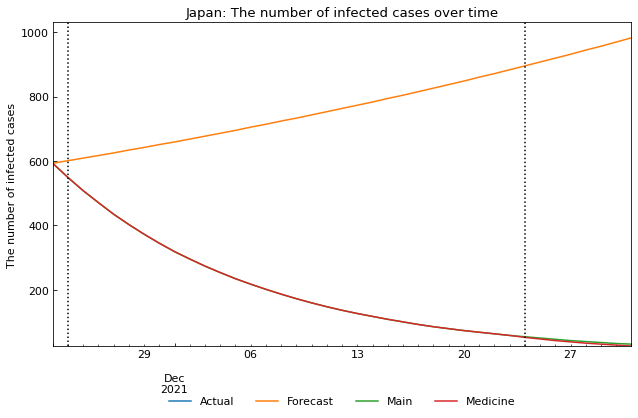 Japan: The number of infected cases over time
The number of infected cases
1000
800
600
400
200
29
06
13
20
27
Dec
2021
Actual
Forecast
Main
Medicine